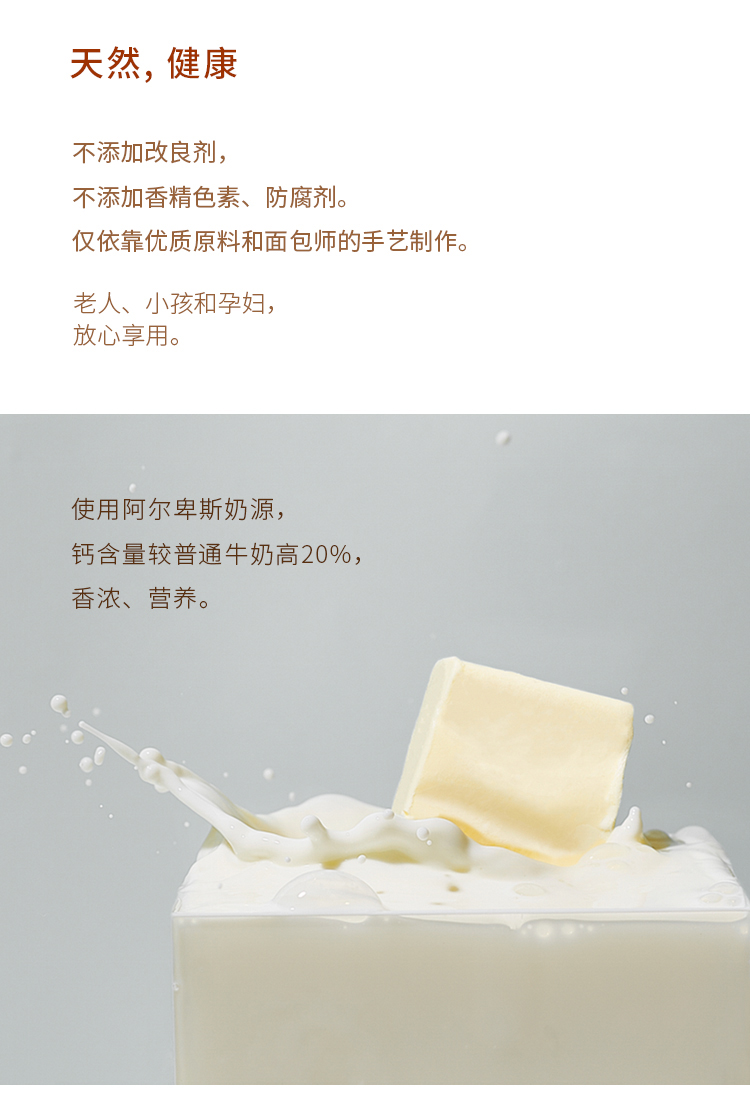 天然, 健康
不添加改良剂，
不添加香精色素、防腐剂。
仅依靠优质原料和面包师的手艺制作。
老人、小孩和孕妇，
放心享用。
使用阿尔卑斯奶源，
钙含量较普通牛奶高20%，
香浓、营养。